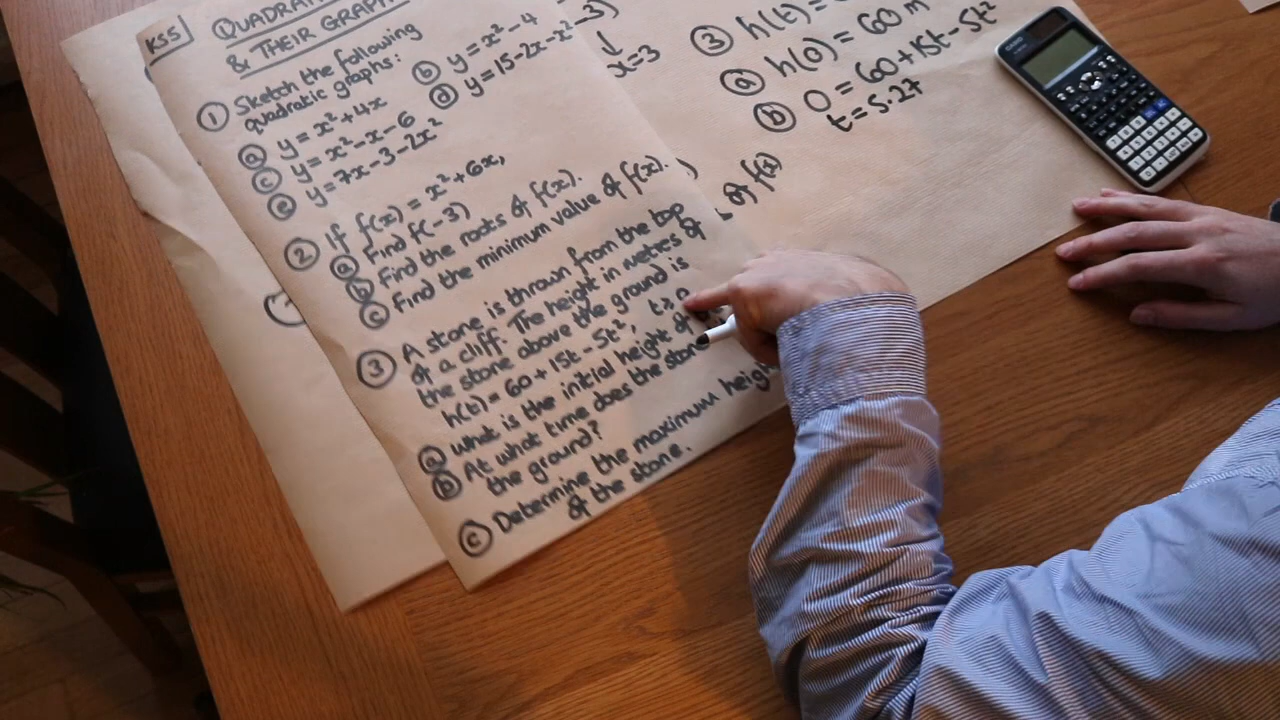 KS5
QUADRAT
& THEIR GRAPH
① Sketch the following
quadratic graphs:
ⓐ y = x² + 4x
ⓑ y = x² - 4
ⓒ y = x² - x - 6
ⓓ y = 15 - 2x - x²
ⓔ y = 7x - 3 - 2x²
② If f(x) = x² + 6x,
ⓐ Find f(-3)
ⓑ Find the roots of f(x).
ⓒ Find the minimum value of f(x).
③ A stone is thrown from the top
of a cliff. The height in metres of
the stone above the ground is
h(t) = 60 + 15t - 5t², t ≥ 0
ⓐ What is the initial height of
ⓑ At what time does the stone
the ground?
ⓒ Determine the maximum height
of the stone.
-3)
↓
x=3
of f(x)
③ h(t) =
ⓐ h(0) = 60 m
ⓑ 0 = 60 + 15t - 5t²
t = 5.27
CASIO